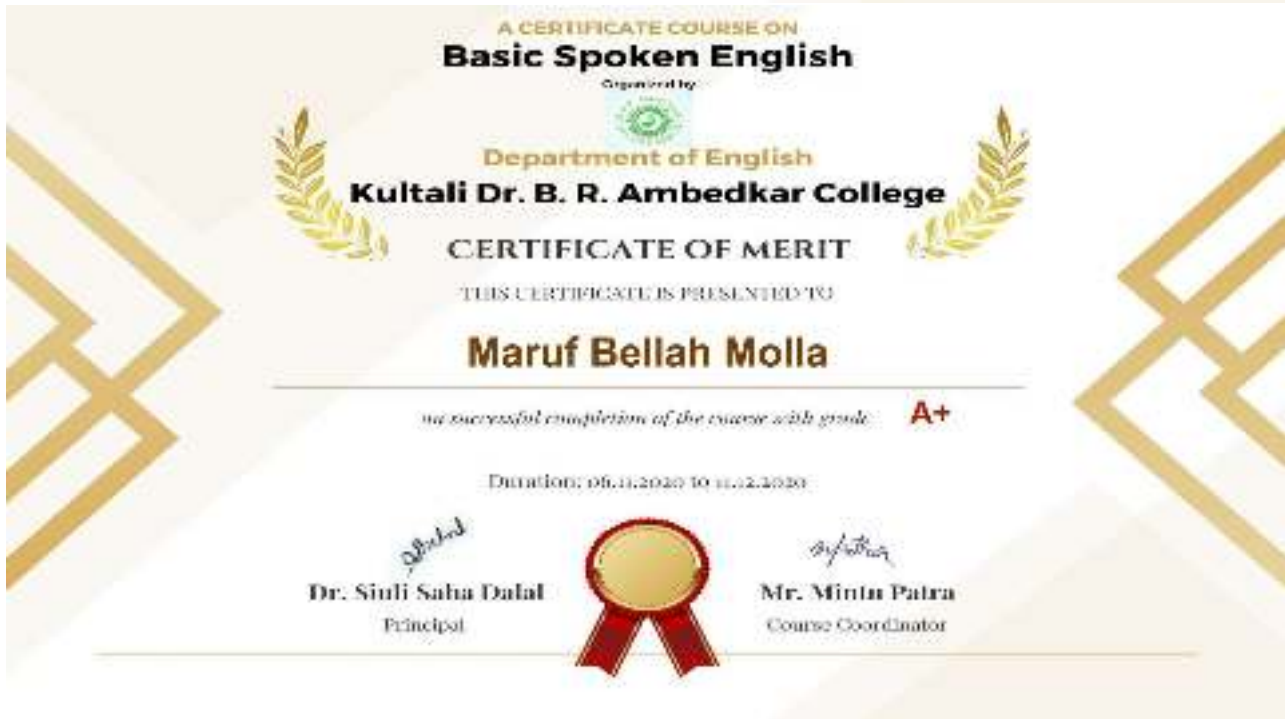 A CERTIFICATE COURSE ON
Basic Spoken English
Organized by
Department of English
Kultali Dr. B. R. Ambedkar College
CERTIFICATE OF MERIT
THIS CERTIFICATE IS PRESENTED TO
Maruf Bellah Molla
on successful completion of the course with grade A+
Duration: 06.11.2020 to 11.12.2020
Dr. Siuli Saha Dalal
Principal
Mr. Mintu Patra
Course Coordinator